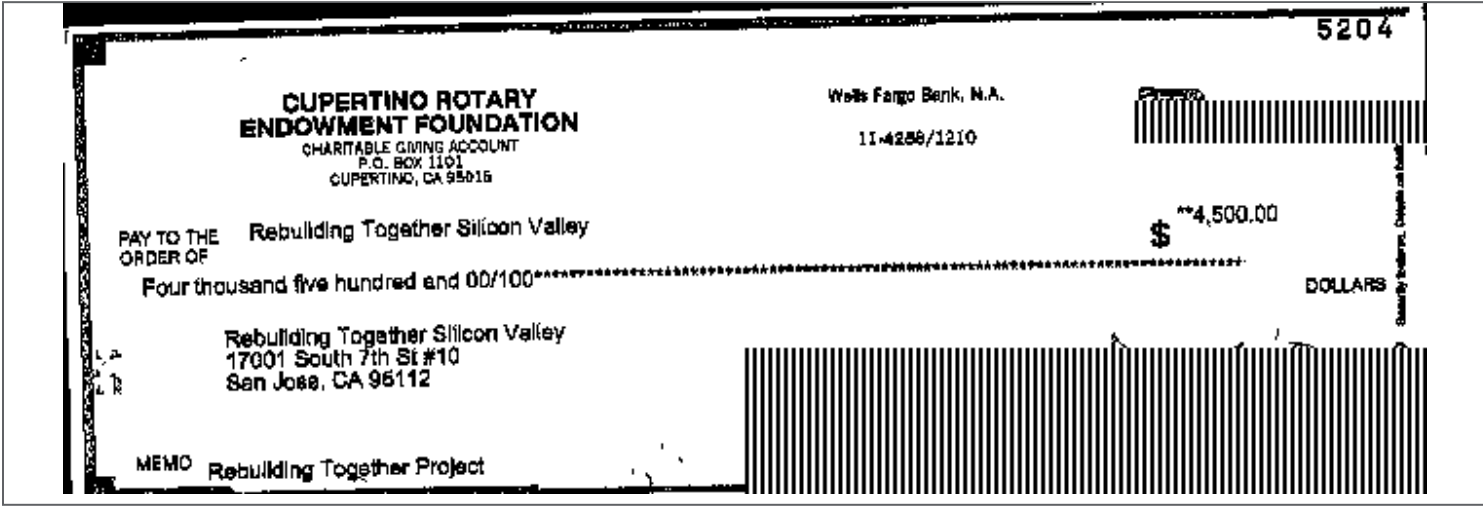 5204
CUPERTINO ROTARY
ENDOWMENT FOUNDATION
CHARITABLE GIVING ACCOUNT
P.O. BOX 1101
CUPERTINO, CA 95015
Wells Fargo Bank, N.A.
11-4288/1210
PAY TO THE
ORDER OF
Rebuilding Together Silicon Valley
$ **4,500.00
Four thousand five hundred and 00/100******************************************************************************************
DOLLARS
Rebuilding Together Silicon Valley
17001 South 7th St #10
San Jose, CA 95112
MEMO Rebuilding Together Project